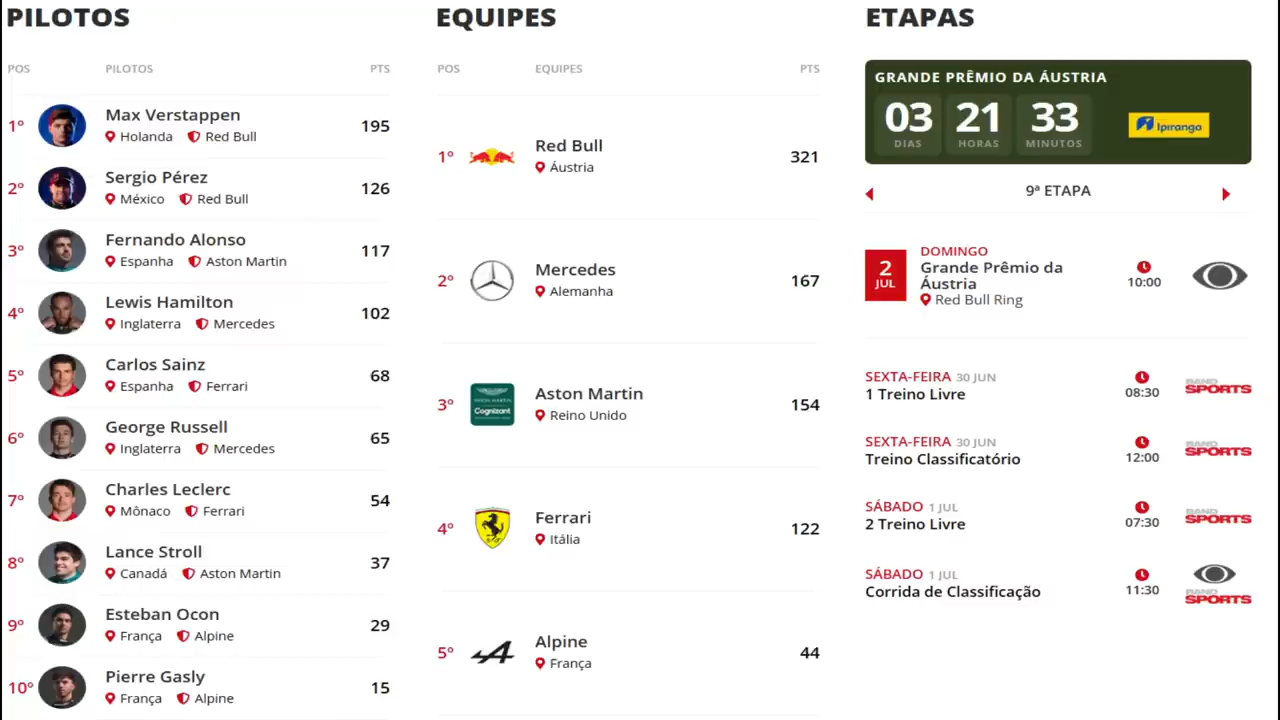 PILOTOS
POS PILOTOS PTS
1º Max Verstappen 195
Holanda Red Bull
2º Sergio Pérez 126
México Red Bull
3º Fernando Alonso 117
Espanha Aston Martin
4º Lewis Hamilton 102
Inglaterra Mercedes
5º Carlos Sainz 68
Espanha Ferrari
6º George Russell 65
Inglaterra Mercedes
7º Charles Leclerc 54
Mônaco Ferrari
8º Lance Stroll 37
Canadá Aston Martin
9º Esteban Ocon 29
França Alpine
10º Pierre Gasly 15
França Alpine
EQUIPES
POS EQUIPES PTS
1º Red Bull 321
Áustria
2º Mercedes 167
Alemanha
3º Aston Martin 154
Reino Unido
ASTON MARTIN
Cognizant
4º Ferrari 122
Itália
5º Alpine 44
França
ETAPAS
GRANDE PRÊMIO DA ÁUSTRIA
03 21 33
DIAS HORAS MINUTOS
Ipiranga
9ª ETAPA
2 JUL
DOMINGO
Grande Prêmio da
Áustria
Red Bull Ring
10:00
SEXTA-FEIRA 30 JUN
1 Treino Livre
08:30
BAND SPORTS
SEXTA-FEIRA 30 JUN
Treino Classificatório
12:00
BAND SPORTS
SÁBADO 1 JUL
2 Treino Livre
07:30
BAND SPORTS
SÁBADO 1 JUL
Corrida de Classificação
11:30
BAND SPORTS